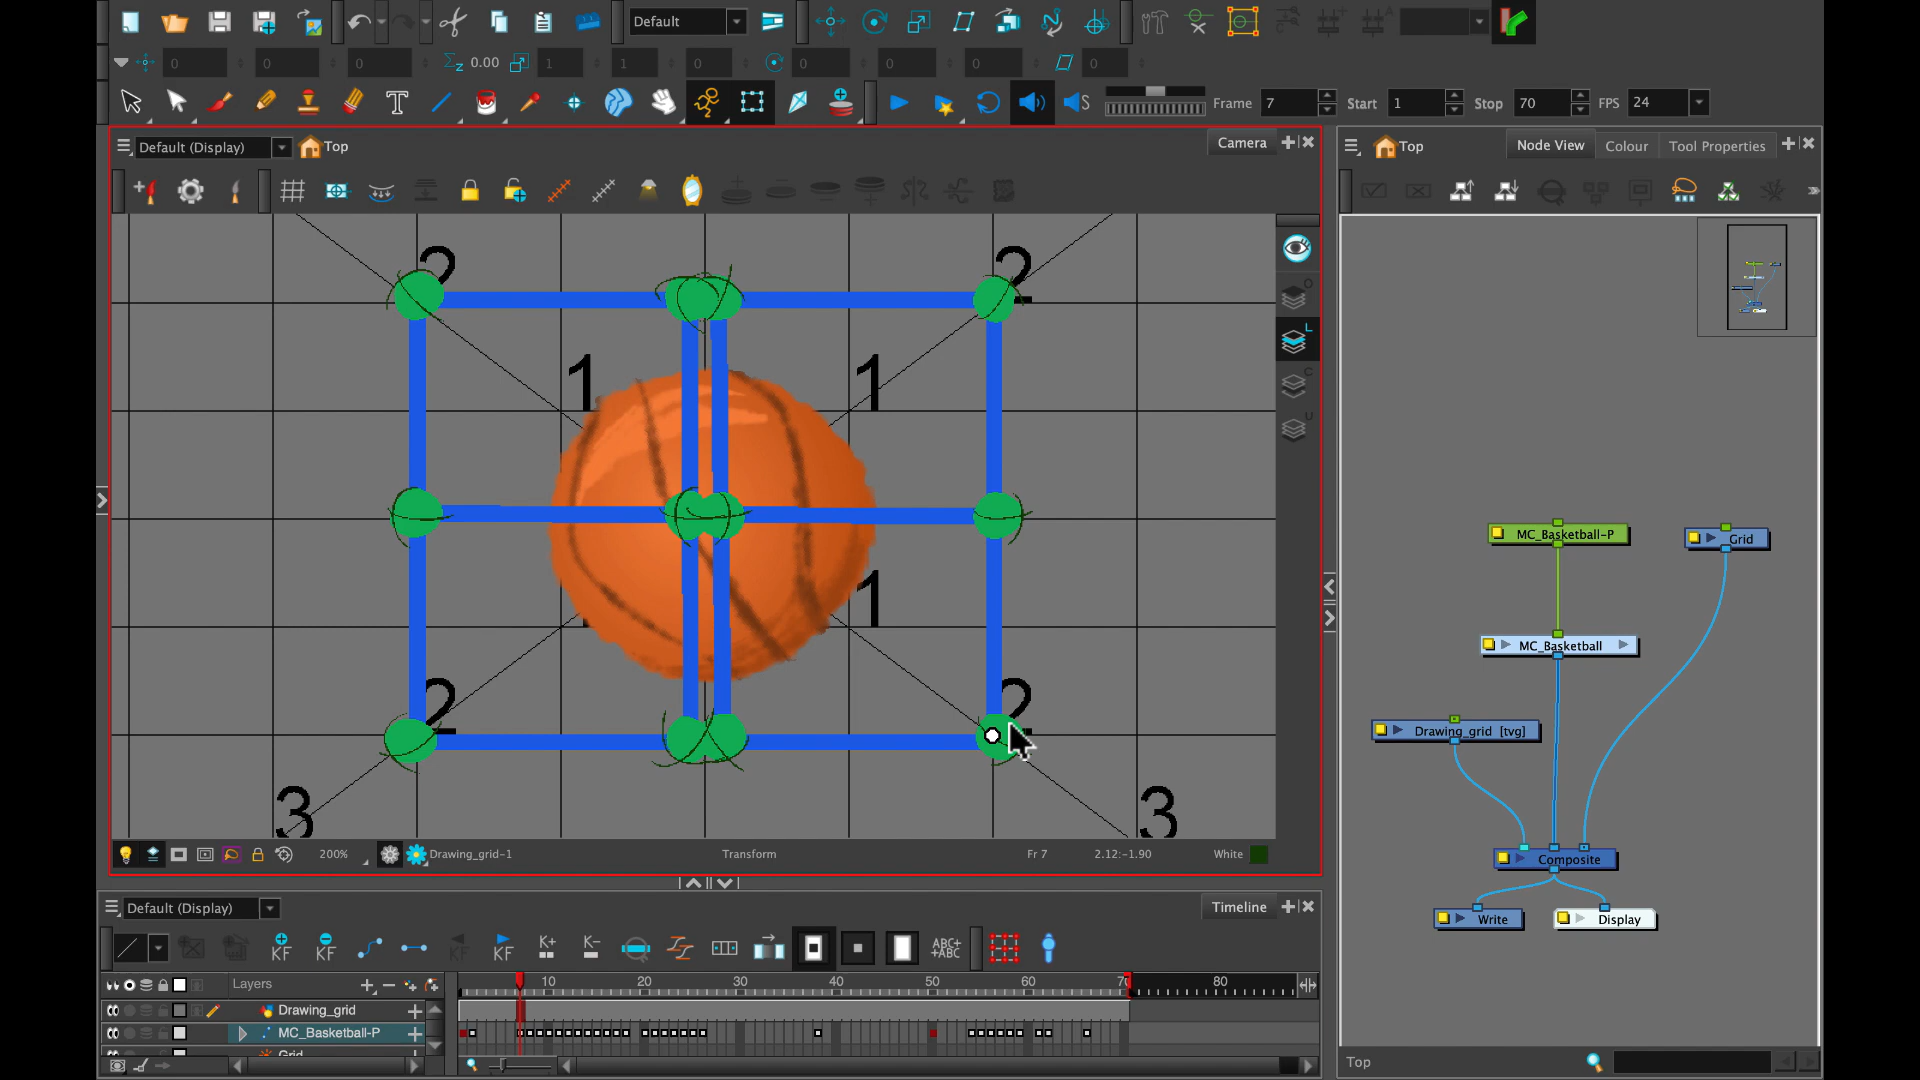 Default
0 0 0 Z 0.00 1 1 0 0 0 0 0
T S Frame 7 Start 1 Stop 70 FPS 24
Default (Display) Top Camera
Top Node View Colour Tool Properties
O
L
C
U
2 2
1 1
1
2 2
3 3
MC_Basketball-P
Grid
MC_Basketball
Drawing_grid [tvg]
Composite
Write Display
200% Drawing_grid-1 Transform Fr 7 2.12:-1.90 White
Default (Display) Timeline
KF KF KF KF K+ K- ABC+ +ABC
Layers 10 20 30 40 50 60 70 80
Drawing_grid
MC_Basketball-P
Grid
Top